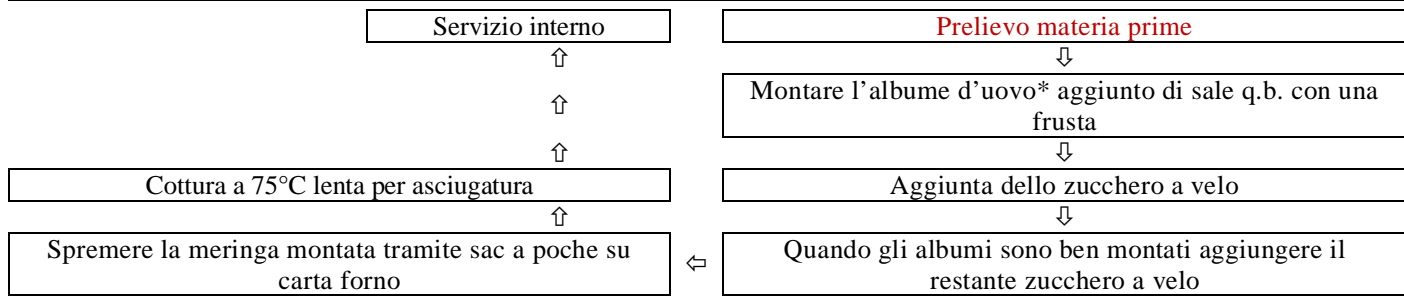 Servizio interno
Prelievo materia prime
⇧
⇩
⇧
Montare l’albume d’uovo* aggiunto di sale q.b. con una
frusta
⇧
⇩
Cottura a 75°C lenta per asciugatura
Aggiunta dello zucchero a velo
⇧
⇩
Spremere la meringa montata tramite sac a poche su
carta forno
⇦
Quando gli albumi sono ben montati aggiungere il
restante zucchero a velo